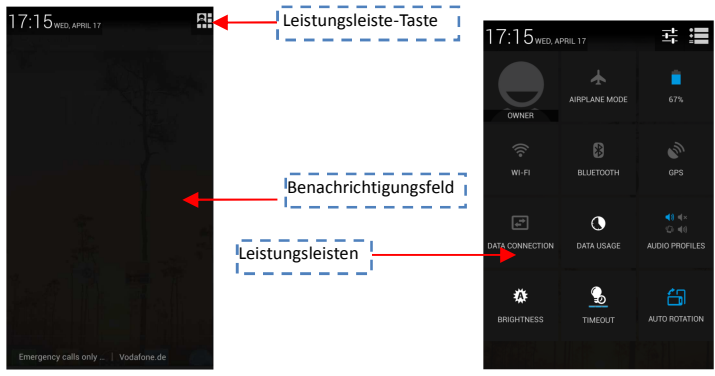 17:15 WED, APRIL 17
Leistungsleiste-Taste
Benachrichtigungsfeld
Leistungsleisten
Emergency calls only ... | Vodafone.de
17:15 WED, APRIL 17
OWNER
AIRPLANE MODE
67%
WI-FI
BLUETOOTH
GPS
DATA CONNECTION
DATA USAGE
AUDIO PROFILES
A
BRIGHTNESS
TIMEOUT
AUTO ROTATION